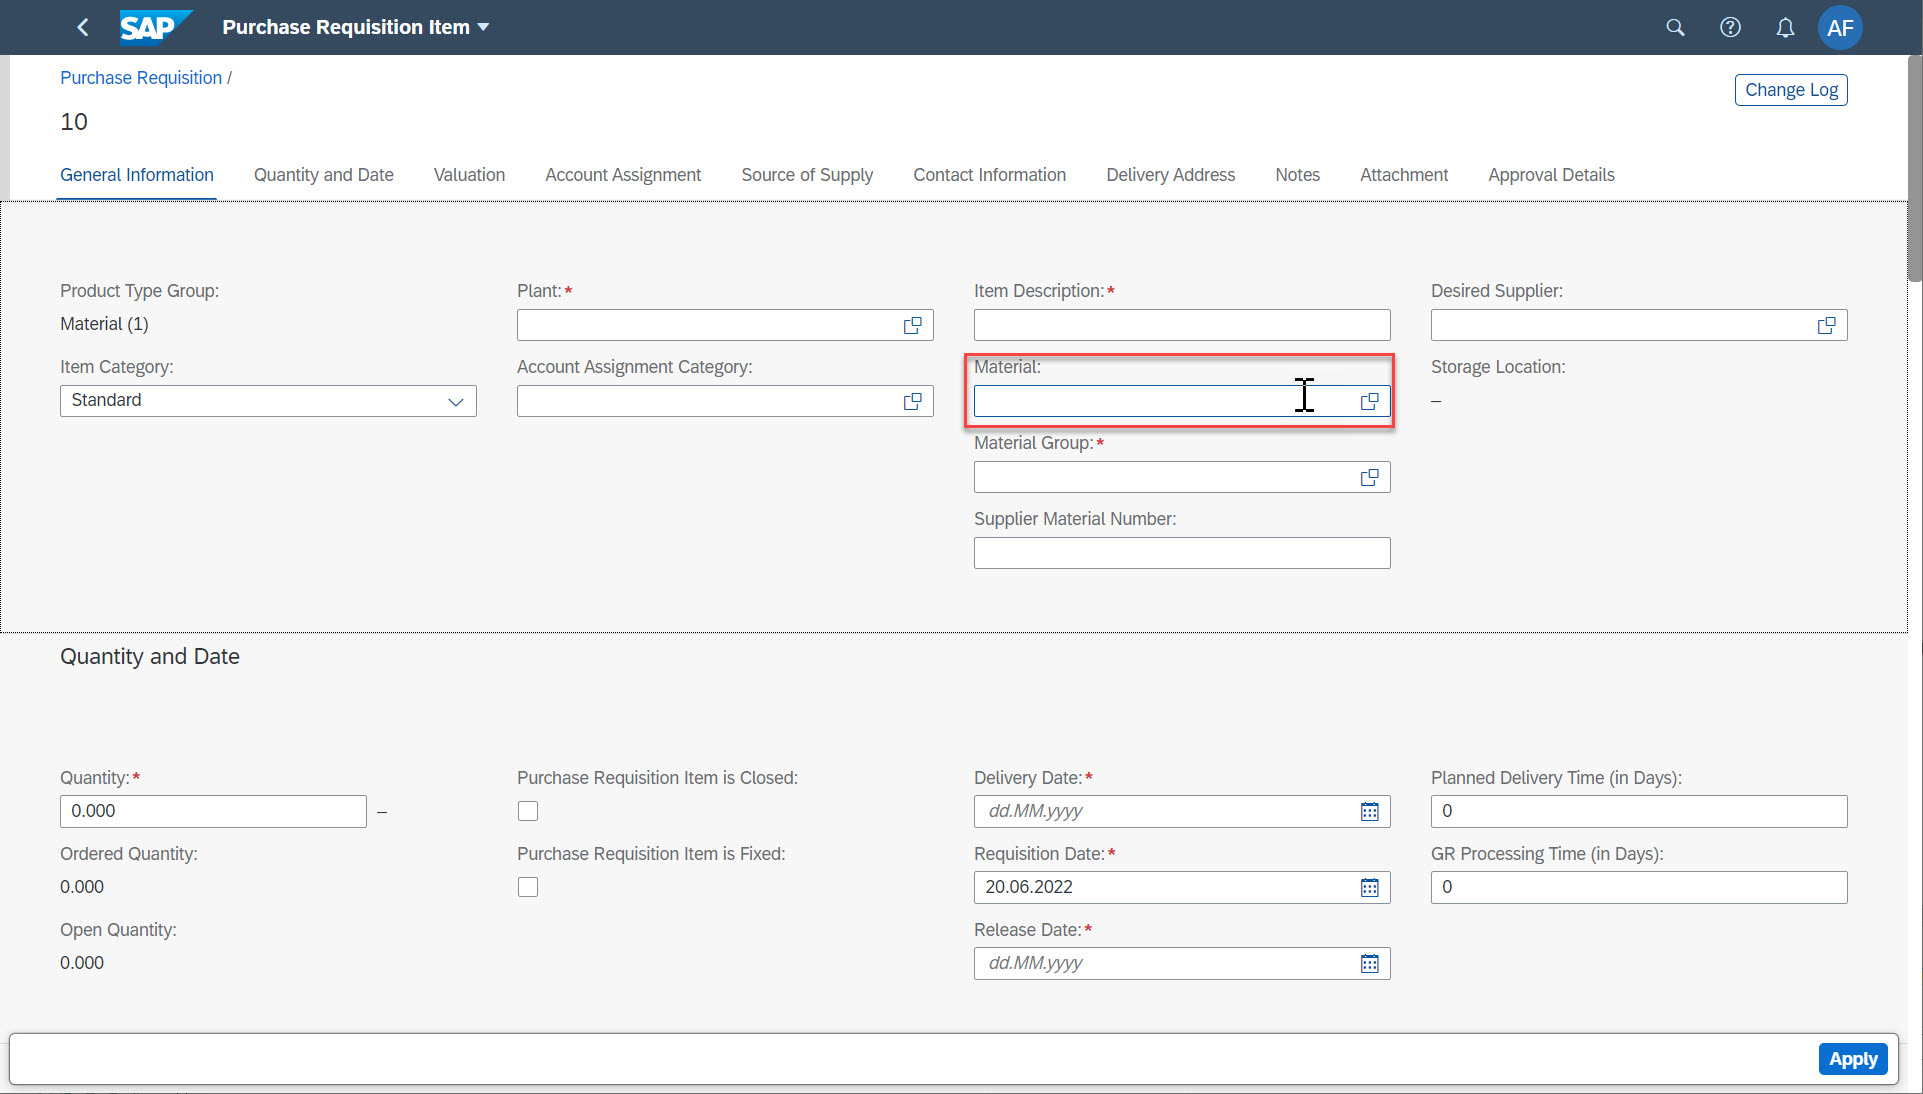 SAP Purchase Requisition Item AF
Purchase Requisition /
Change Log
10
General Information Quantity and Date Valuation Account Assignment Source of Supply Contact Information Delivery Address Notes Attachment Approval Details
Product Type Group: Plant:* Item Description:* Desired Supplier:
Material (1)
Item Category: Account Assignment Category: Material: Storage Location:
Standard –
Material Group:*
Supplier Material Number:
Quantity and Date
Quantity:* Purchase Requisition Item is Closed: Delivery Date:* Planned Delivery Time (in Days):
0.000 – dd.MM.yyyy 0
Ordered Quantity: Purchase Requisition Item is Fixed: Requisition Date:* GR Processing Time (in Days):
0.000 20.06.2022 0
Open Quantity: Release Date:*
0.000 dd.MM.yyyy
Apply